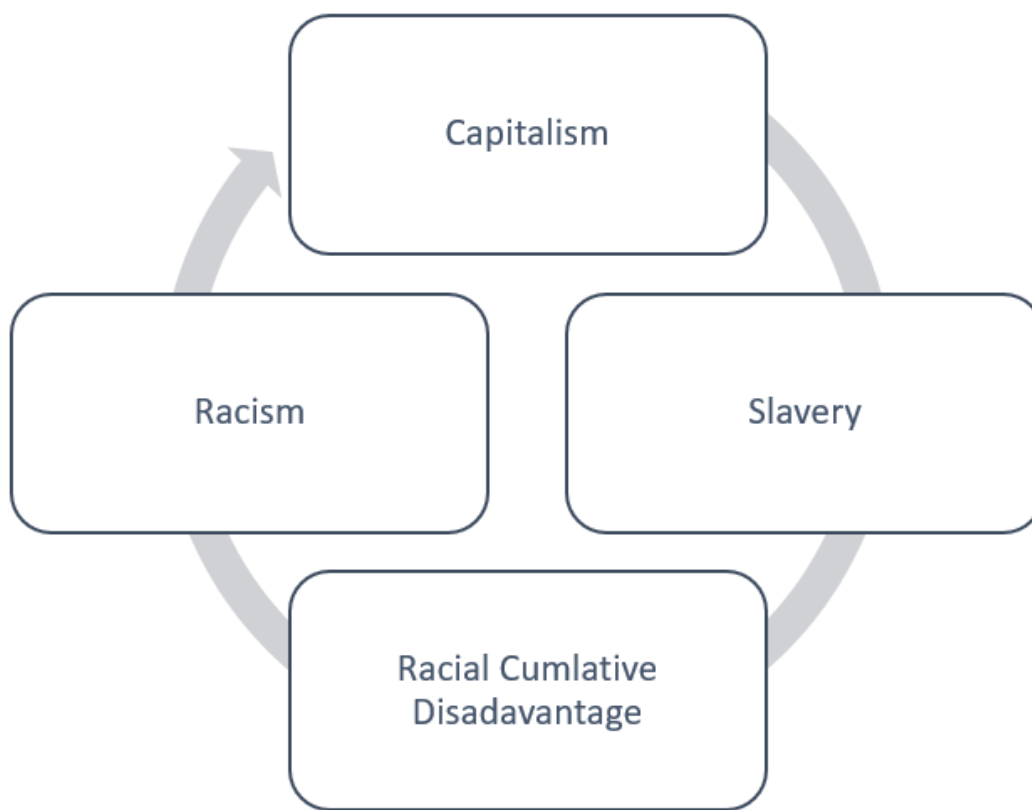 Capitalism
Racism
Slavery
Racial Cumlative
Disadavantage